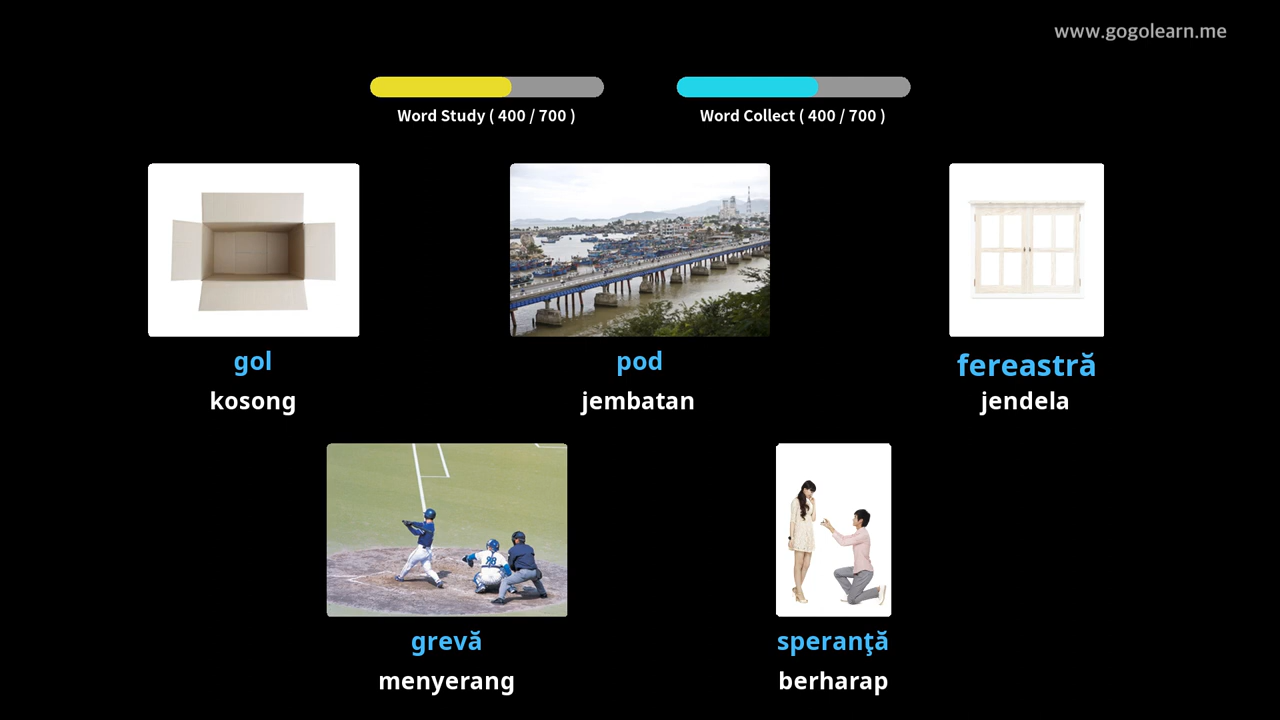 www.gogolearn.me
Word Study ( 400 / 700 )
Word Collect ( 400 / 700 )
gol
kosong
pod
jembatan
fereastră
jendela
grevă
menyerang
speranţă
berharap